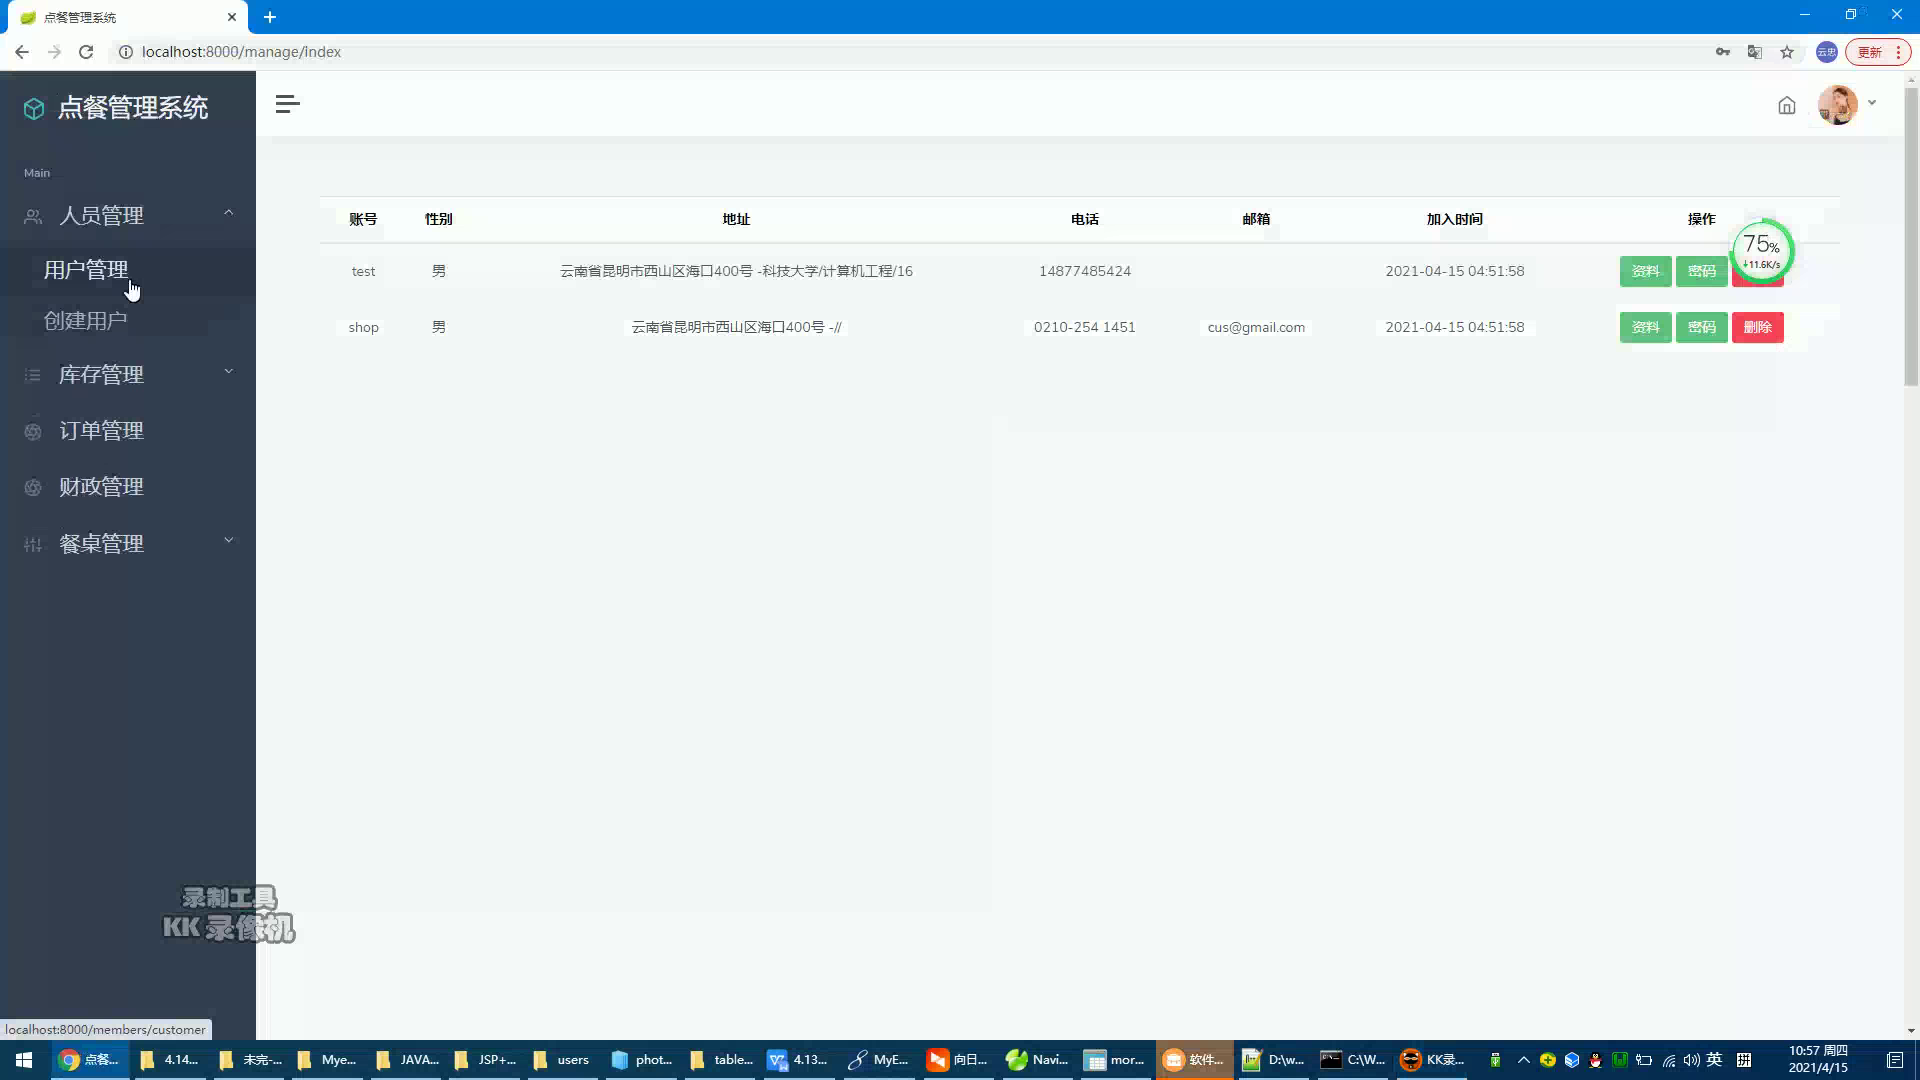 点餐管理系统
localhost:8000/manage/index
云忠
更新
点餐管理系统
Main
人员管理
用户管理
创建用户
库存管理
订单管理
财政管理
餐桌管理
账号 性别 地址 电话 邮箱 加入时间 操作
test 男 云南省昆明市西山区海口400号 -科技大学/计算机工程/16 14877485424 2021-04-15 04:51:58 资料 密码
75%
↓11.6K/s
shop 男 云南省昆明市西山区海口400号 -// 0210-254 1451 cus@gmail.com 2021-04-15 04:51:58 资料 密码 删除
录制工具
KK 录像机
localhost:8000/members/customer
点餐... 4.14... 未完-... Mye... JAVA... JSP+... users phot... table... 4.13... MyE... 向日... Navi... mor... 软件... D:\w... C:\W... KK录... 英 拼
10:57 周四
2021/4/15